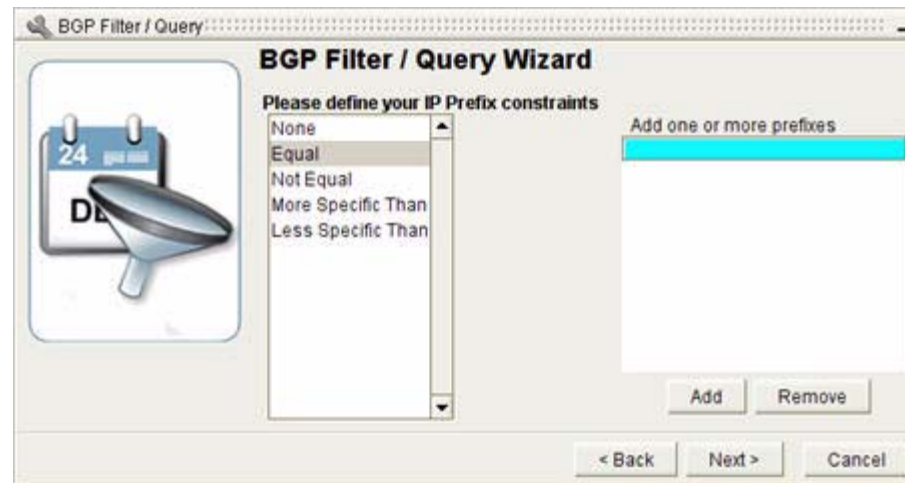 BGP Filter / Query
BGP Filter / Query Wizard
Please define your IP Prefix constraints
None
Equal
Not Equal
More Specific Than
Less Specific Than
Add one or more prefixes
24
Add
Remove
< Back
Next >
Cancel